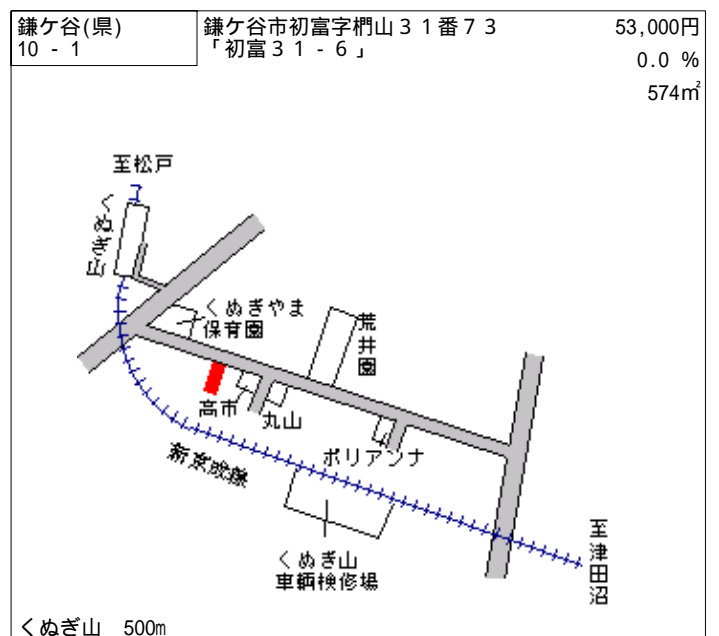 鎌ケ谷(県)
10 - 1
鎌ケ谷市初富字椚山３１番７３
「初富３１-６」
53,000円
0.0 %
574㎡
至松戸
くぬぎ山
くぬぎやま
保育園
荒井園
高市
丸山
ポリアンナ
新京成線
くぬぎ山
車輌検修場
至津田沼
くぬぎ山　500m